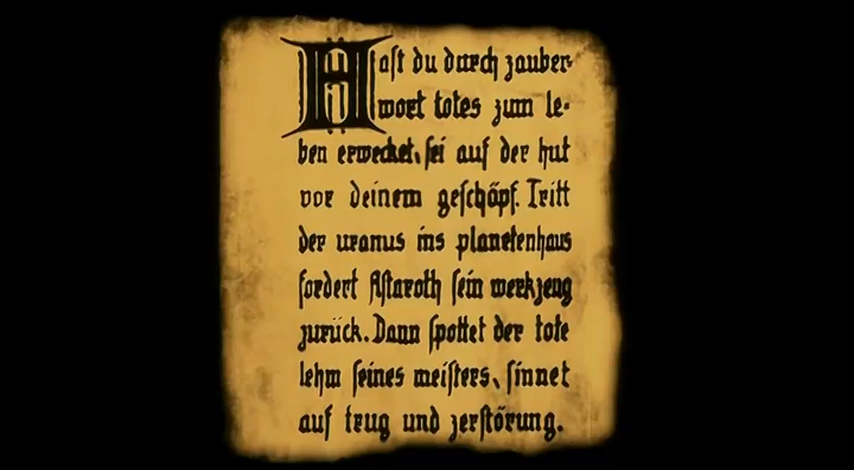 Hast du durch zauber-
wort totes zum le-
ben erwecket, sei auf der hut
vor deinem geschöpf. Tritt
der uranus ins planetenhaus
fordert Astaroth sein werkzeug
zurück. Dann spottet der tote
lehm seines meisters, sinnet
auf trug und zerstörung.